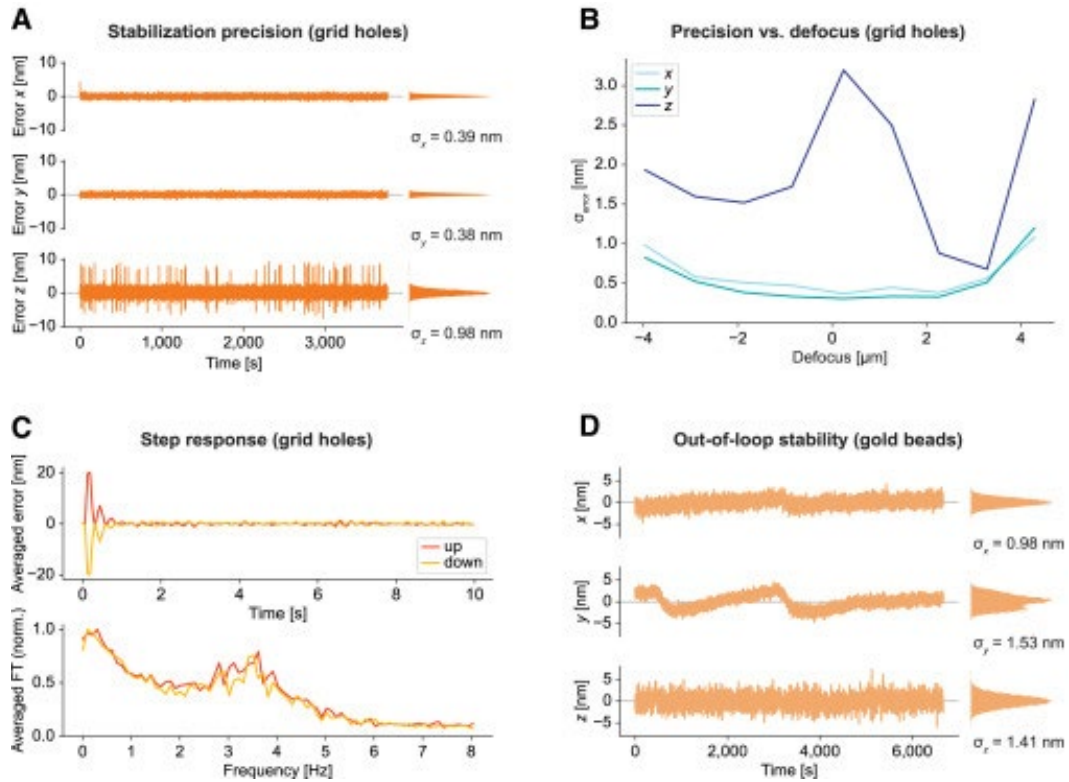 A
Stabilization precision (grid holes)
Error x [nm]
10
0
−10
σx = 0.39 nm
Error y [nm]
10
0
−10
σy = 0.38 nm
Error z [nm]
10
0
−10
σz = 0.98 nm
0 1,000 2,000 3,000
Time [s]
B
Precision vs. defocus (grid holes)
x
y
z
σerror [nm]
3.0
2.5
2.0
1.5
1.0
0.5
0.0
−4 −2 0 2 4
Defocus [µm]
C
Step response (grid holes)
Averaged error [nm]
20
0
−20
up
down
0 2 4 6 8 10
Time [s]
Averaged FT (norm.)
1.0
0.5
0.0
0 1 2 3 4 5 6 7 8
Frequency [Hz]
D
Out-of-loop stability (gold beads)
x [nm]
5
0
−5
σx = 0.98 nm
y [nm]
5
0
−5
σy = 1.53 nm
z [nm]
5
0
−5
σz = 1.41 nm
0 2,000 4,000 6,000
Time [s]